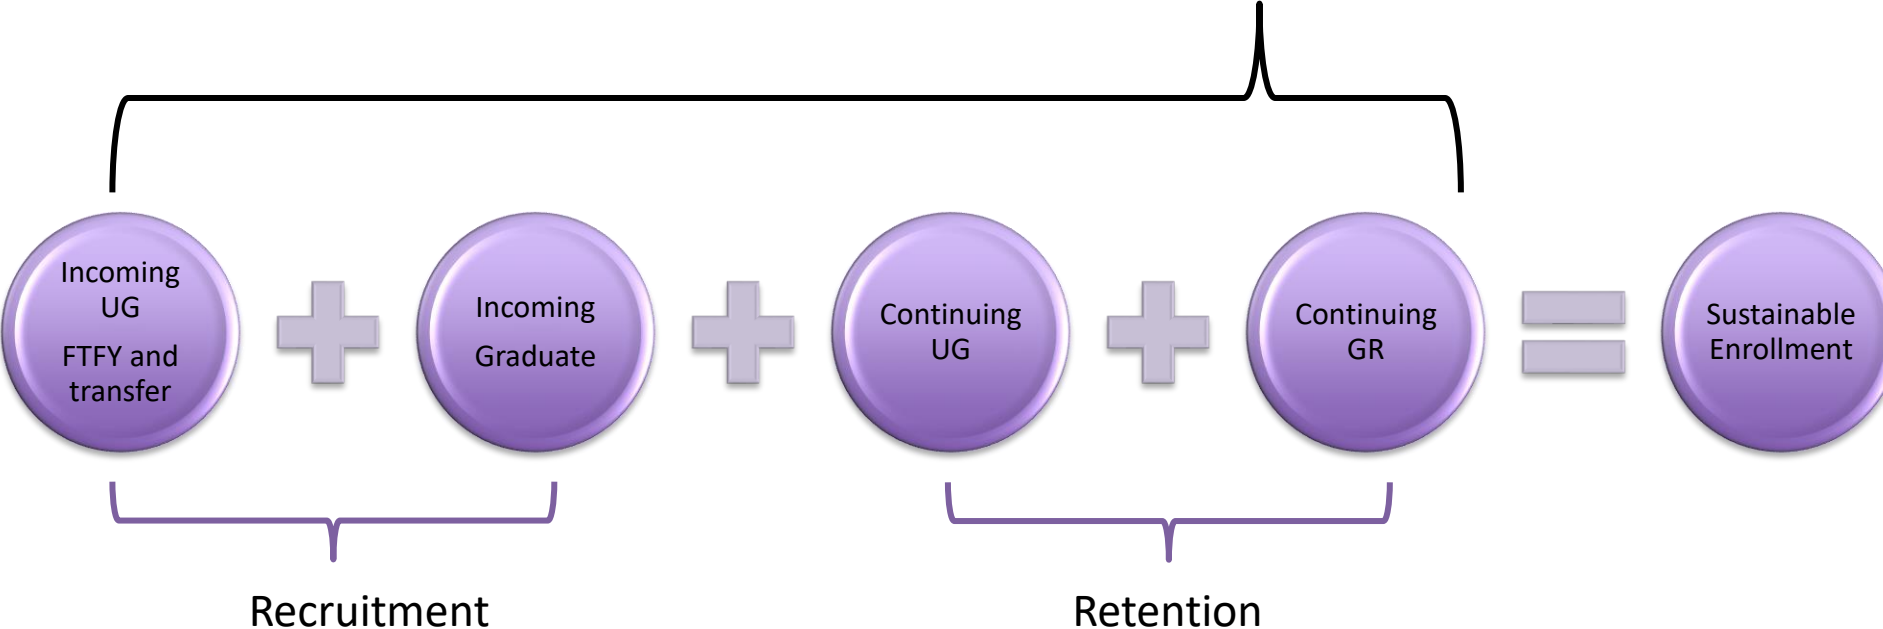 Incoming
UG
FTFY and
transfer
Incoming
Graduate
Continuing
UG
Continuing
GR
Sustainable
Enrollment
Recruitment
Retention